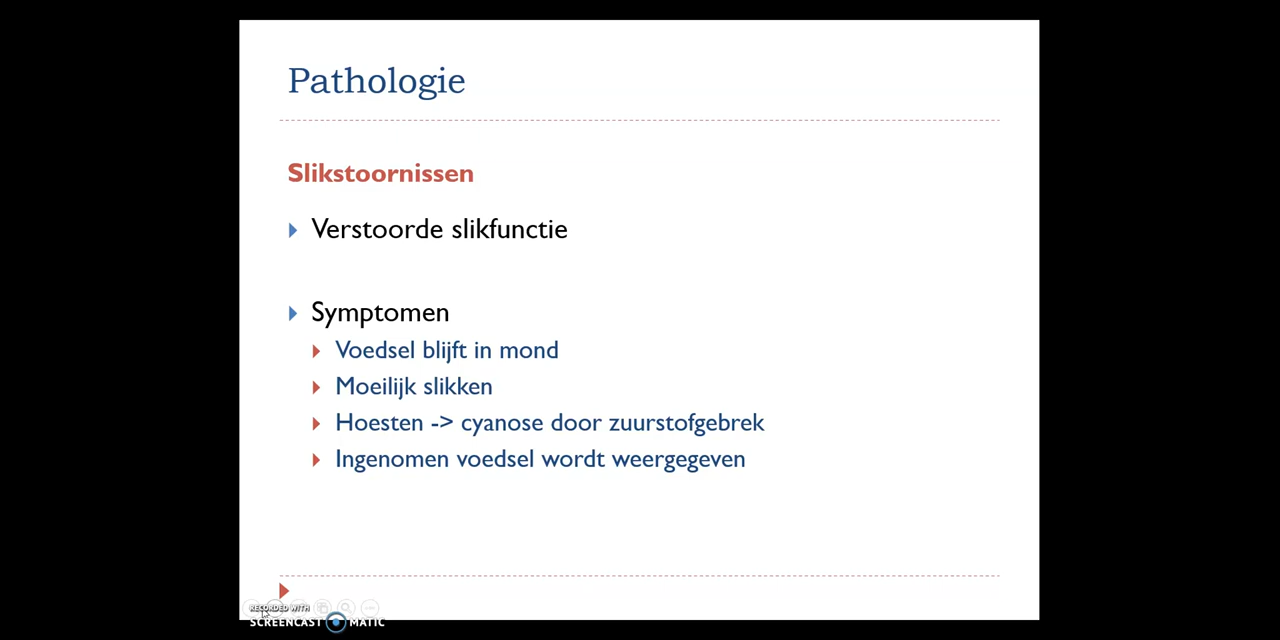 Pathologie
Slikstoornissen
Verstoorde slikfunctie
Symptomen
Voedsel blijft in mond
Moeilijk slikken
Hoesten -> cyanose door zuurstofgebrek
Ingenomen voedsel wordt weergegeven
RECORDED WITH
SCREENCAST MATIC